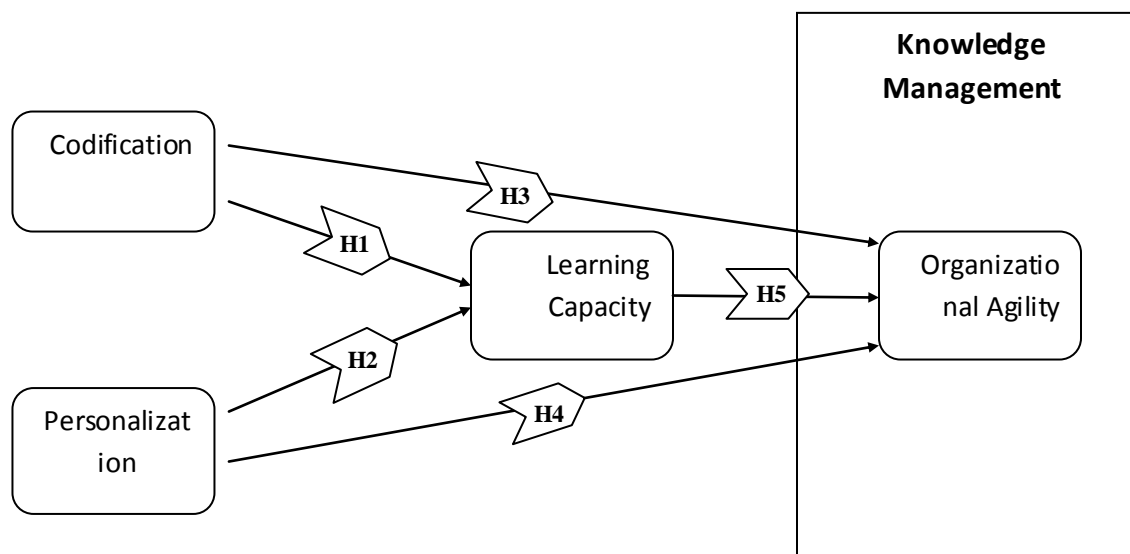 Knowledge
Management
Codification
H3
H1
Learning
Capacity
H5
Organizatio
nal Agility
H2
Personalizat
ion
H4